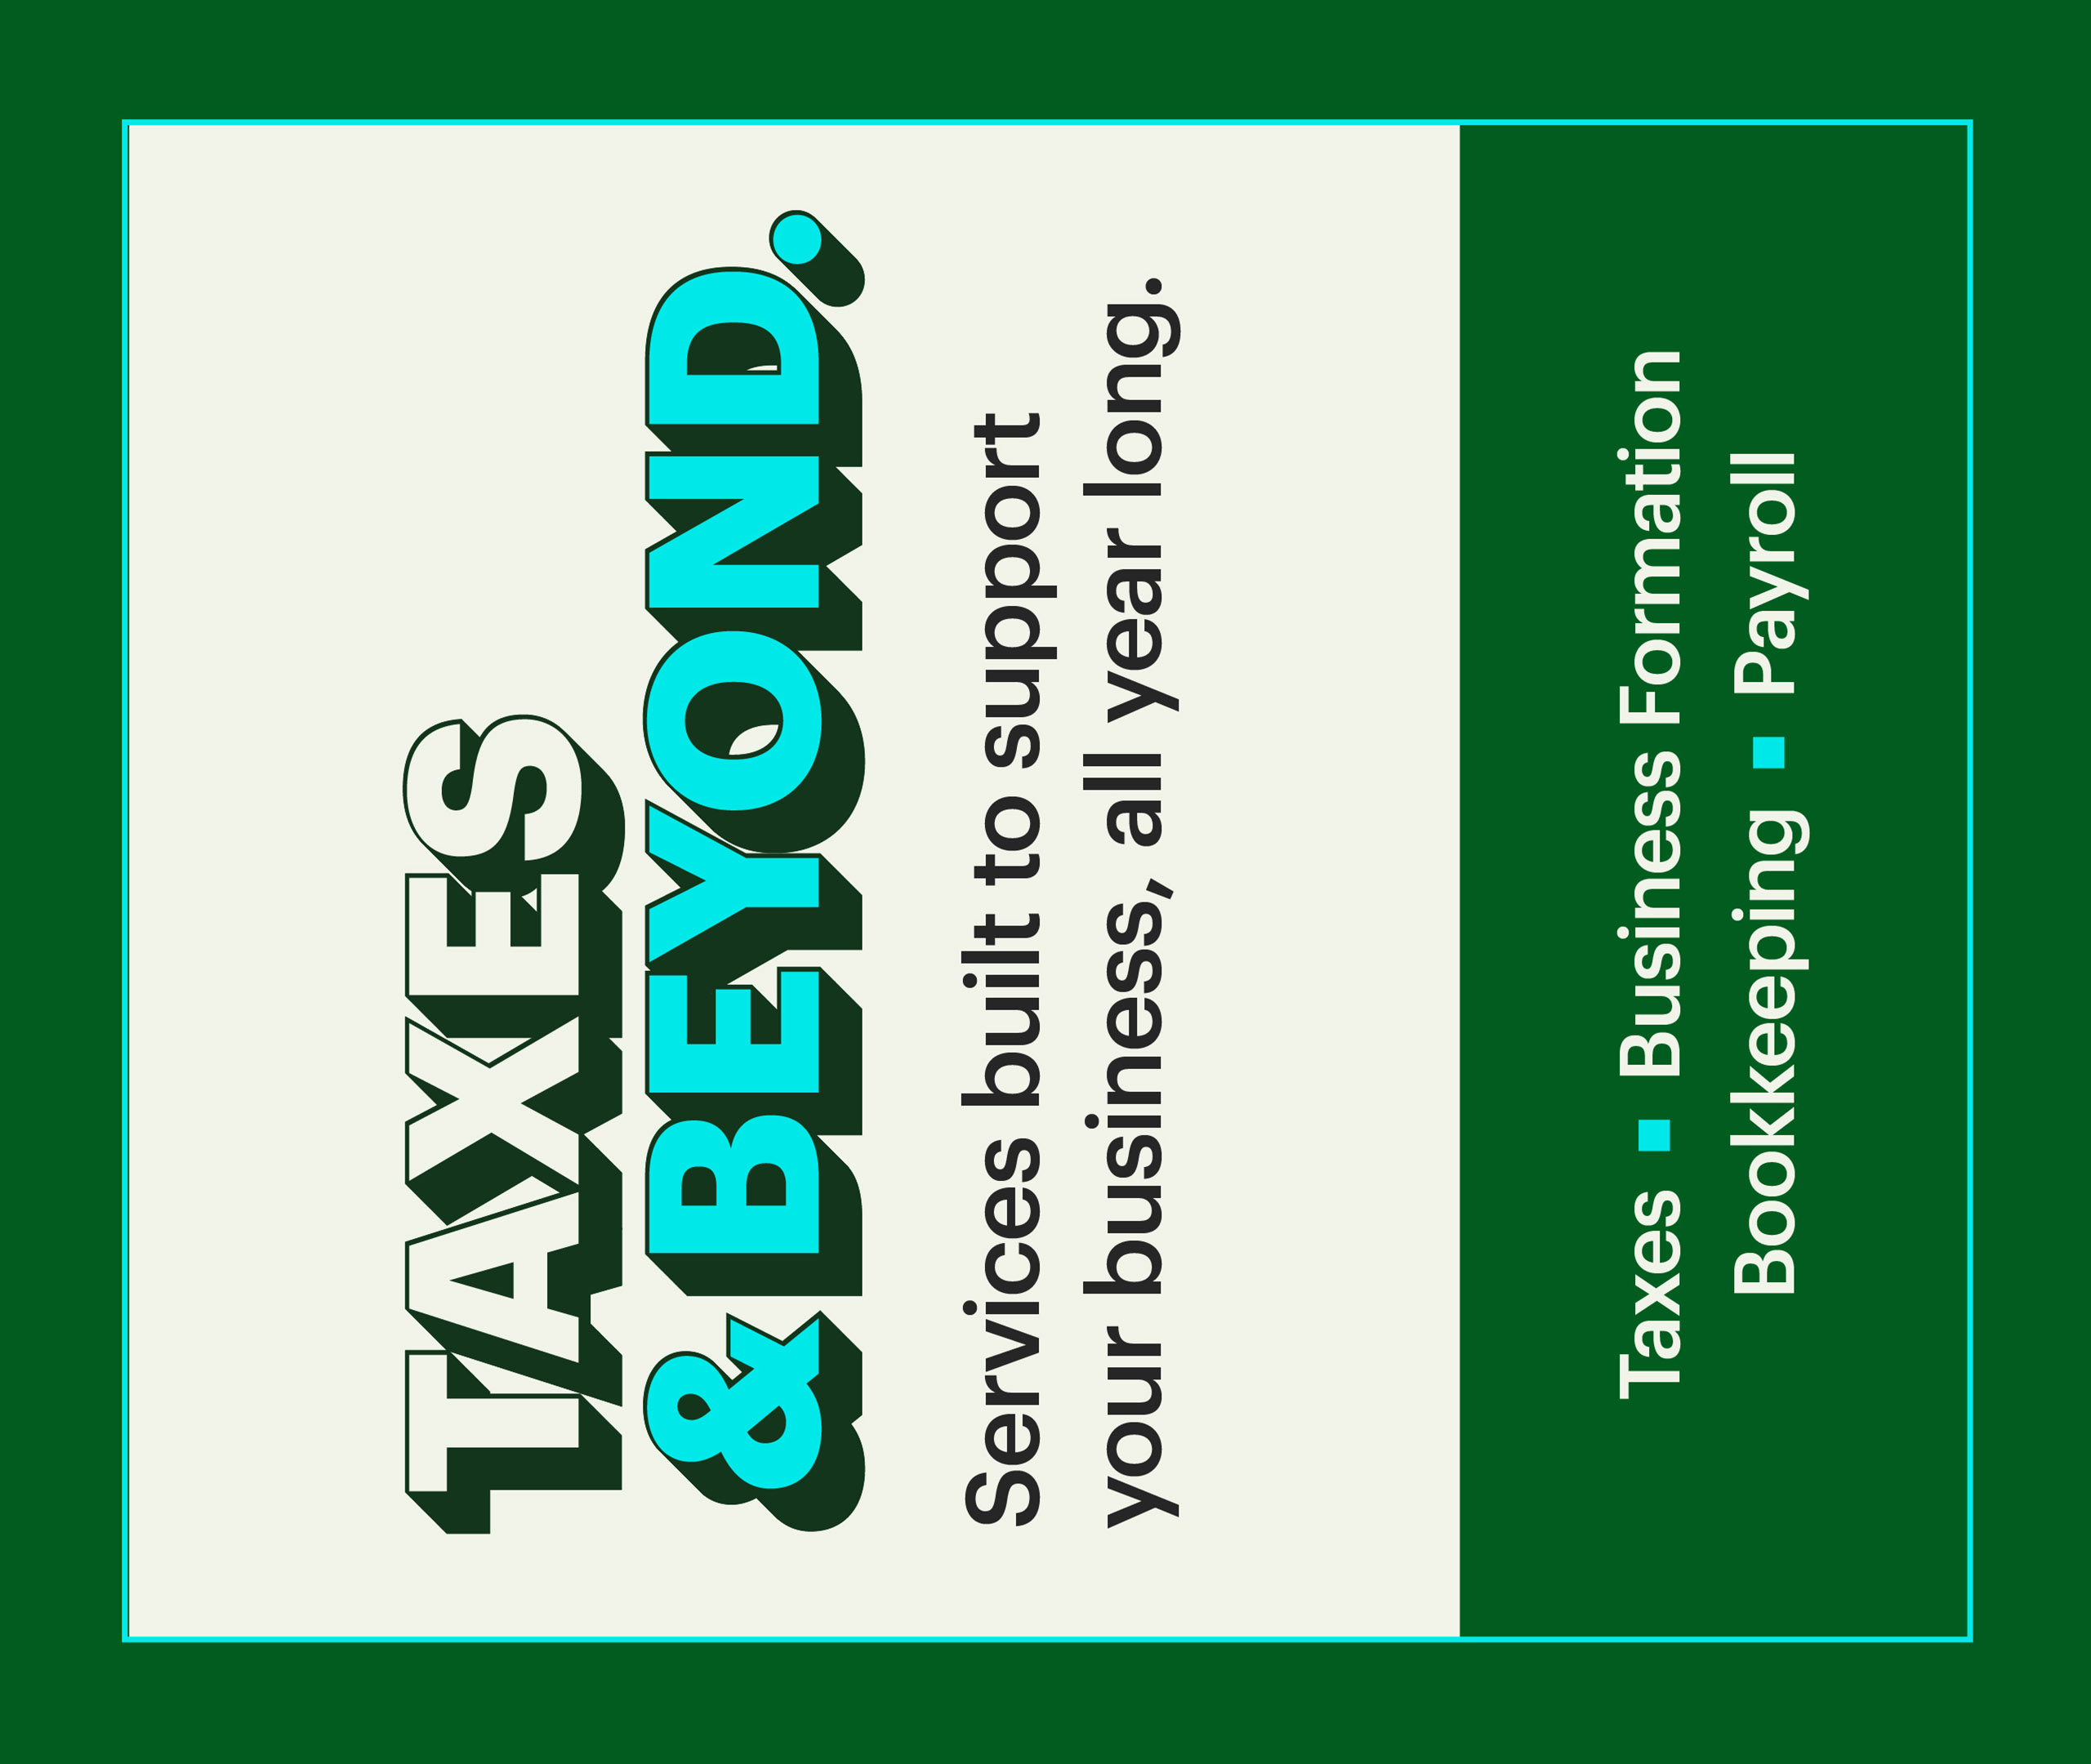 TAXES
& BEYOND.
Services built to support
your business, all year long.
Taxes ▪ Business Formation
Bookkeeping ▪ Payroll